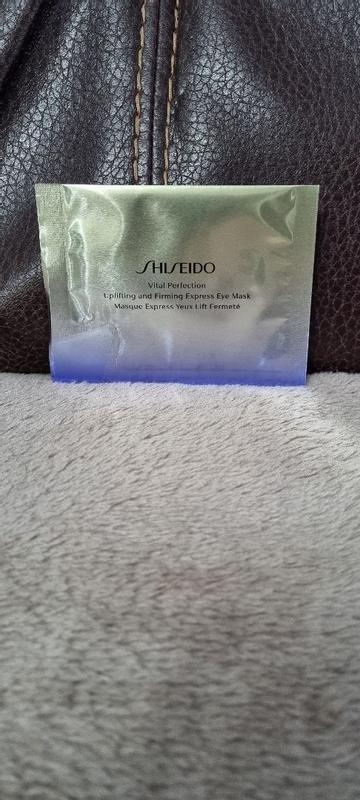 SHISEIDO
Vital Perfection
Uplifting and Firming Express Eye Mask
Masque Express Yeux Lift Fermeté